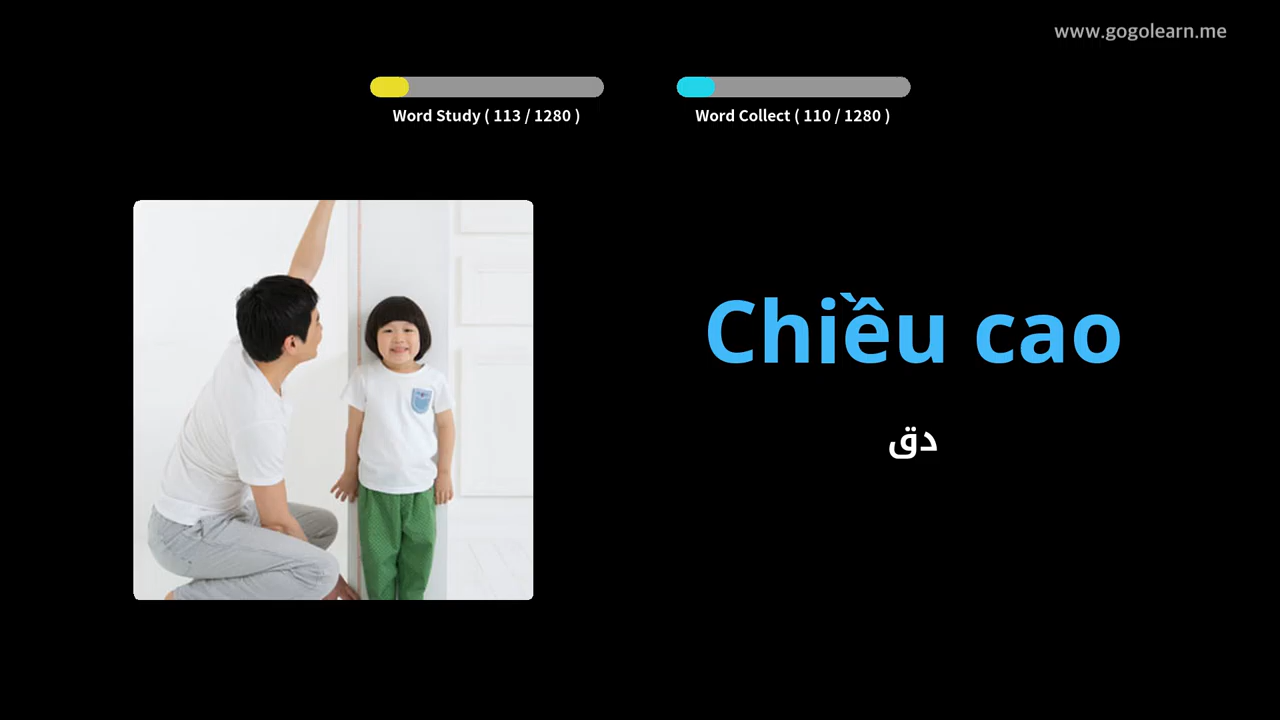 www.gogolearn.me
Word Study ( 113 / 1280 )
Word Collect ( 110 / 1280 )
Chiều cao
دق